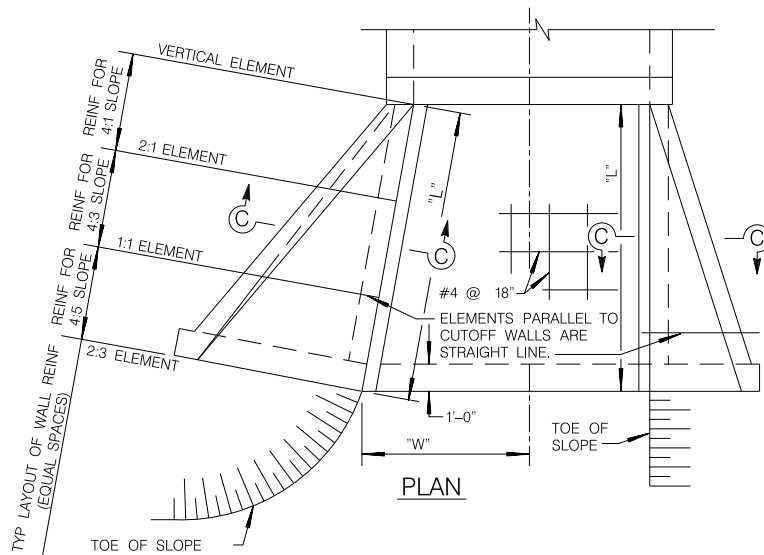 VERTICAL ELEMENT
REINF FOR
4:1 SLOPE
2:1 ELEMENT
REINF FOR
4:3 SLOPE
1:1 ELEMENT
REINF FOR
4:5 SLOPE
2:3 ELEMENT
TYP LAYOUT OF WALL REINF
(EQUAL SPACES)
"L"
"L"
C
C
C
C
#4 @ 18"
ELEMENTS PARALLEL TO
CUTOFF WALLS ARE
STRAIGHT LINE.
1'-0"
"W"
TOE OF
SLOPE
PLAN
TOE OF SLOPE